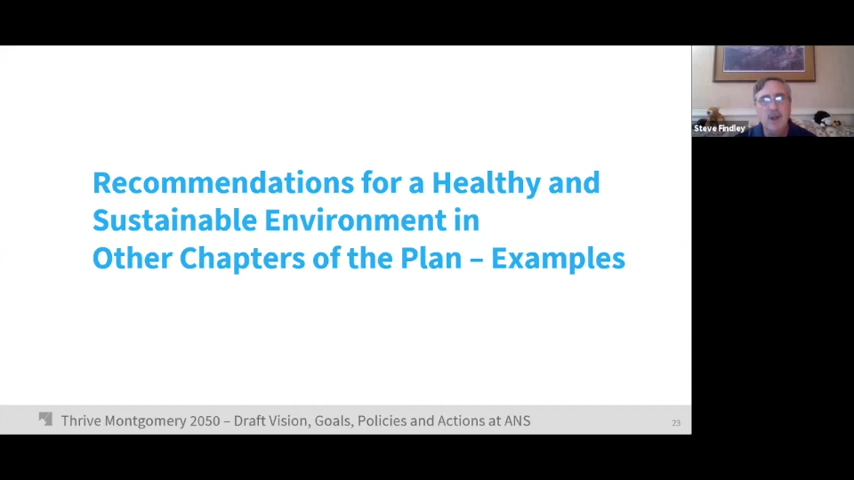 Recommendations for a Healthy and
Sustainable Environment in
Other Chapters of the Plan – Examples
Steve Findley
Thrive Montgomery 2050 – Draft Vision, Goals, Policies and Actions at ANS
23